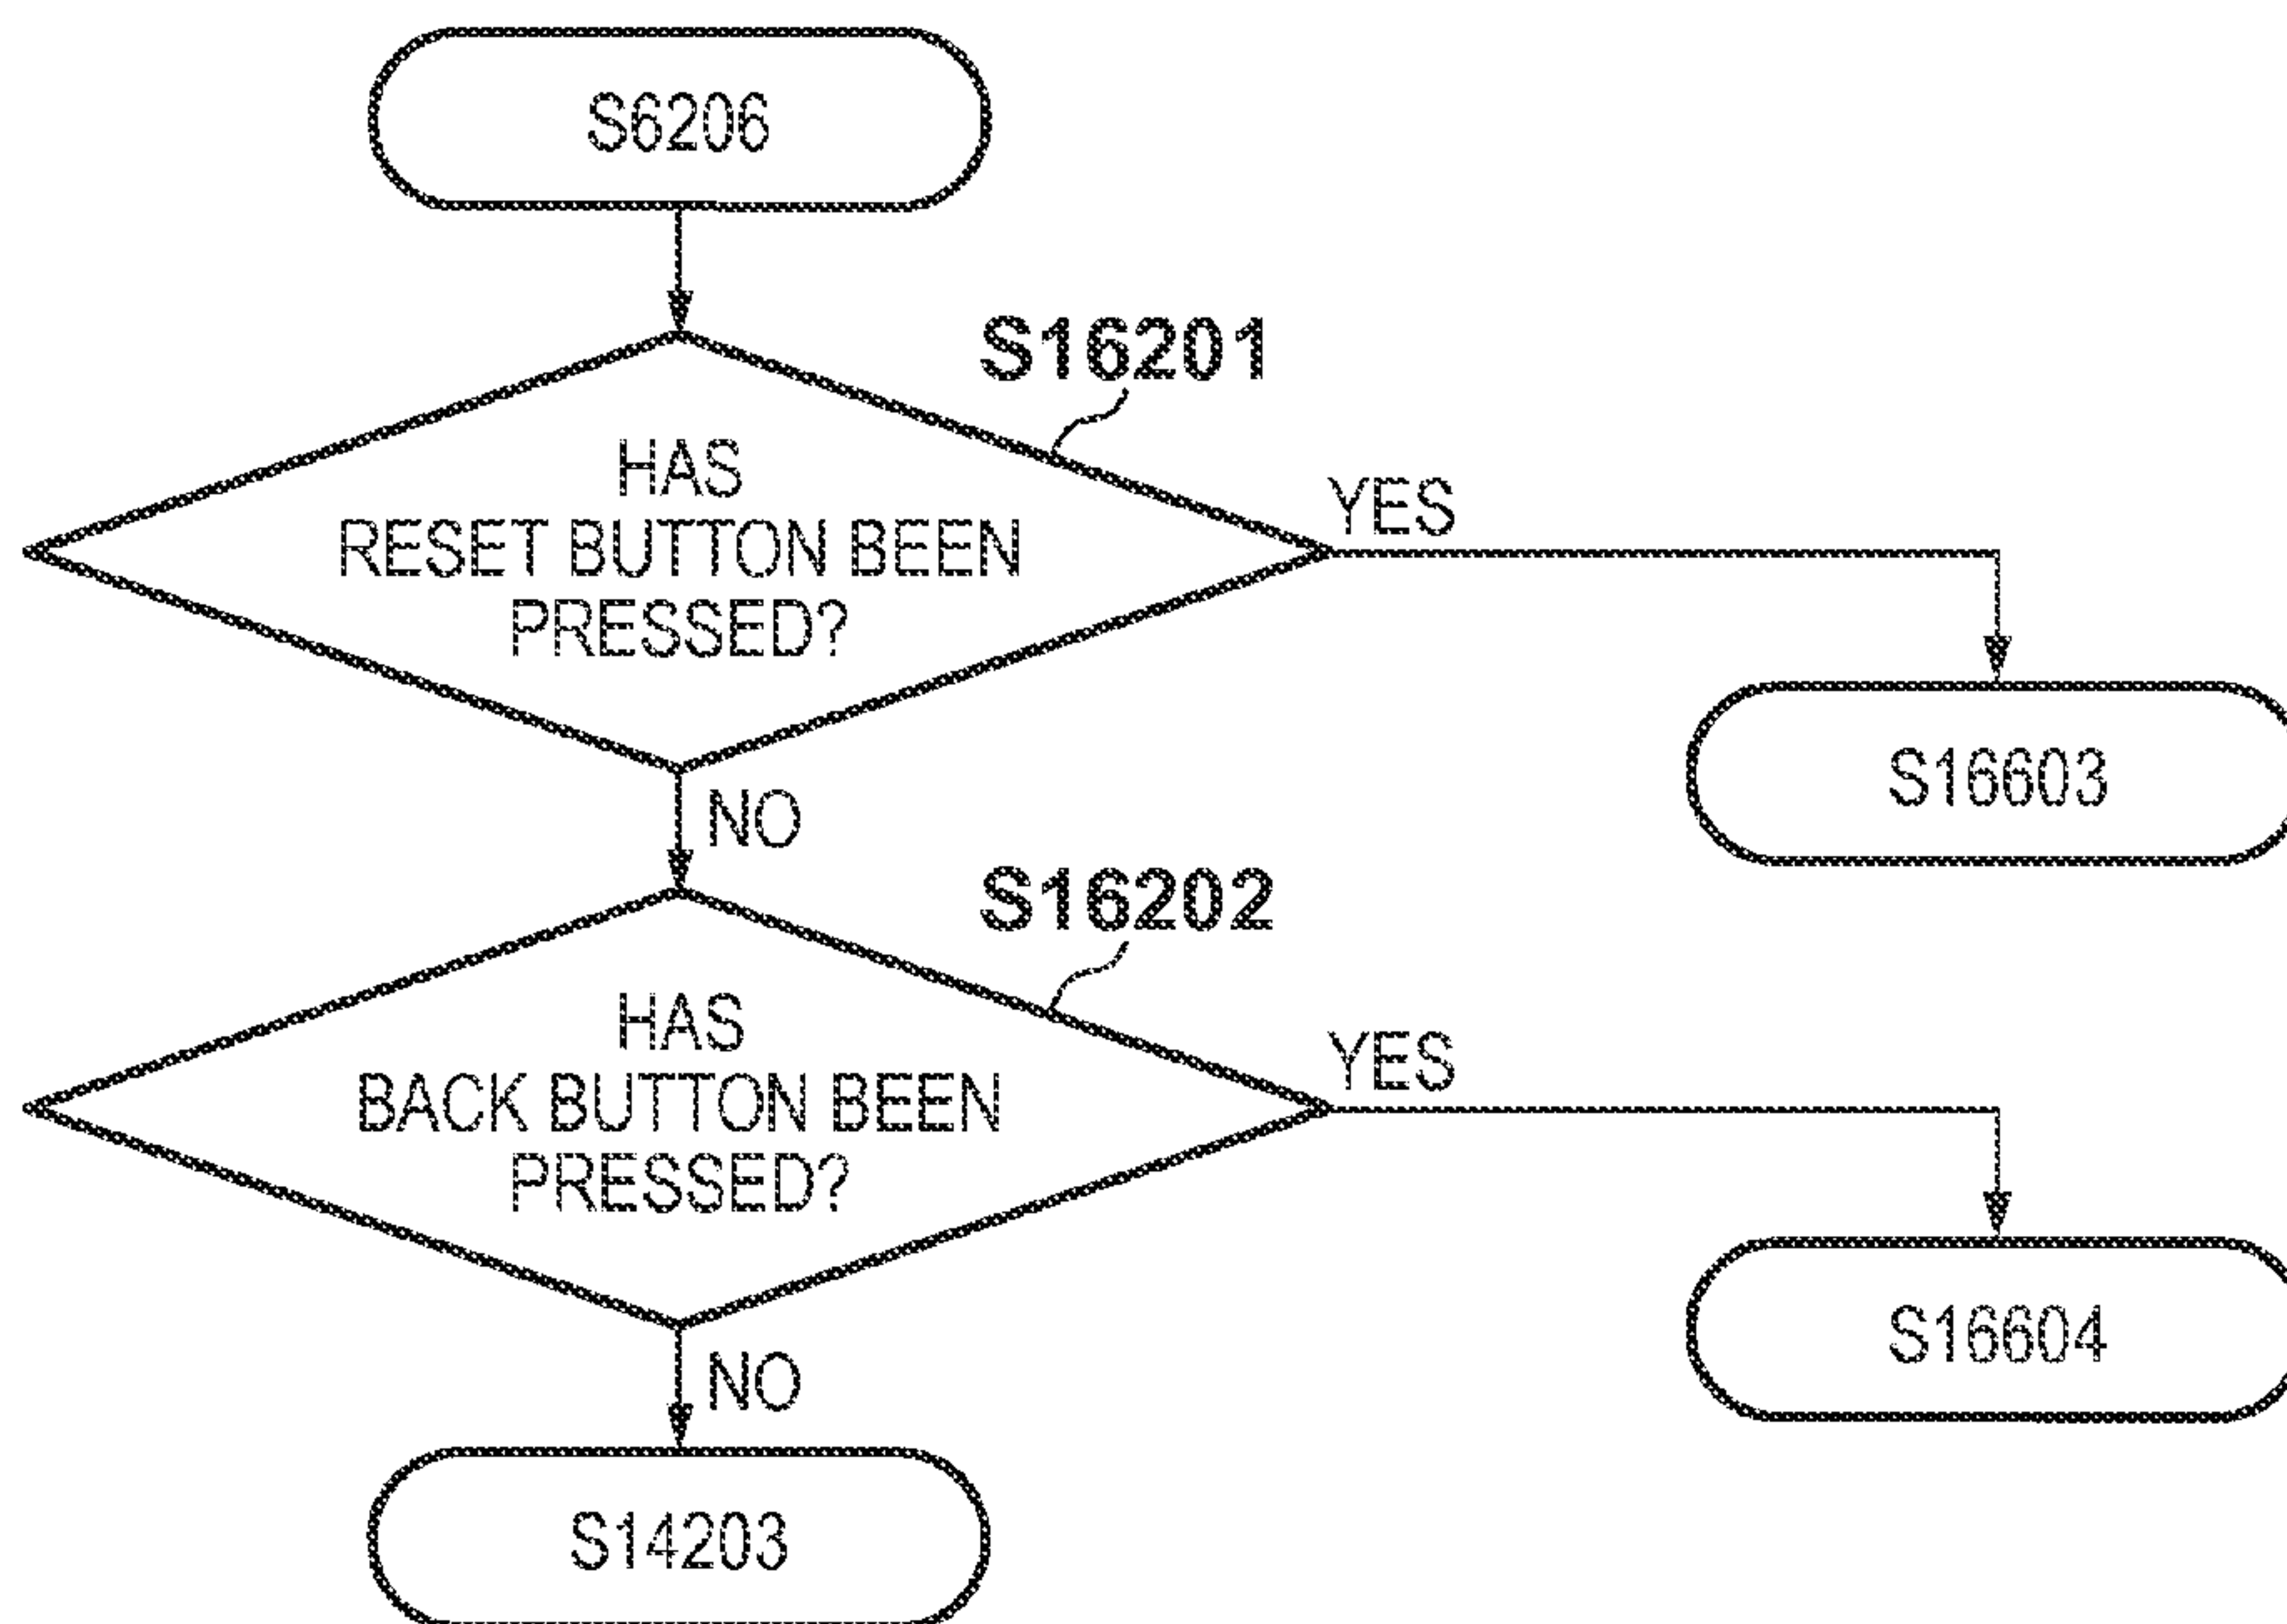 S6206
S16201
HAS
RESET BUTTON BEEN
PRESSED?
YES
S16603
NO
S16202
HAS
BACK BUTTON BEEN
PRESSED?
YES
S16604
NO
S14203